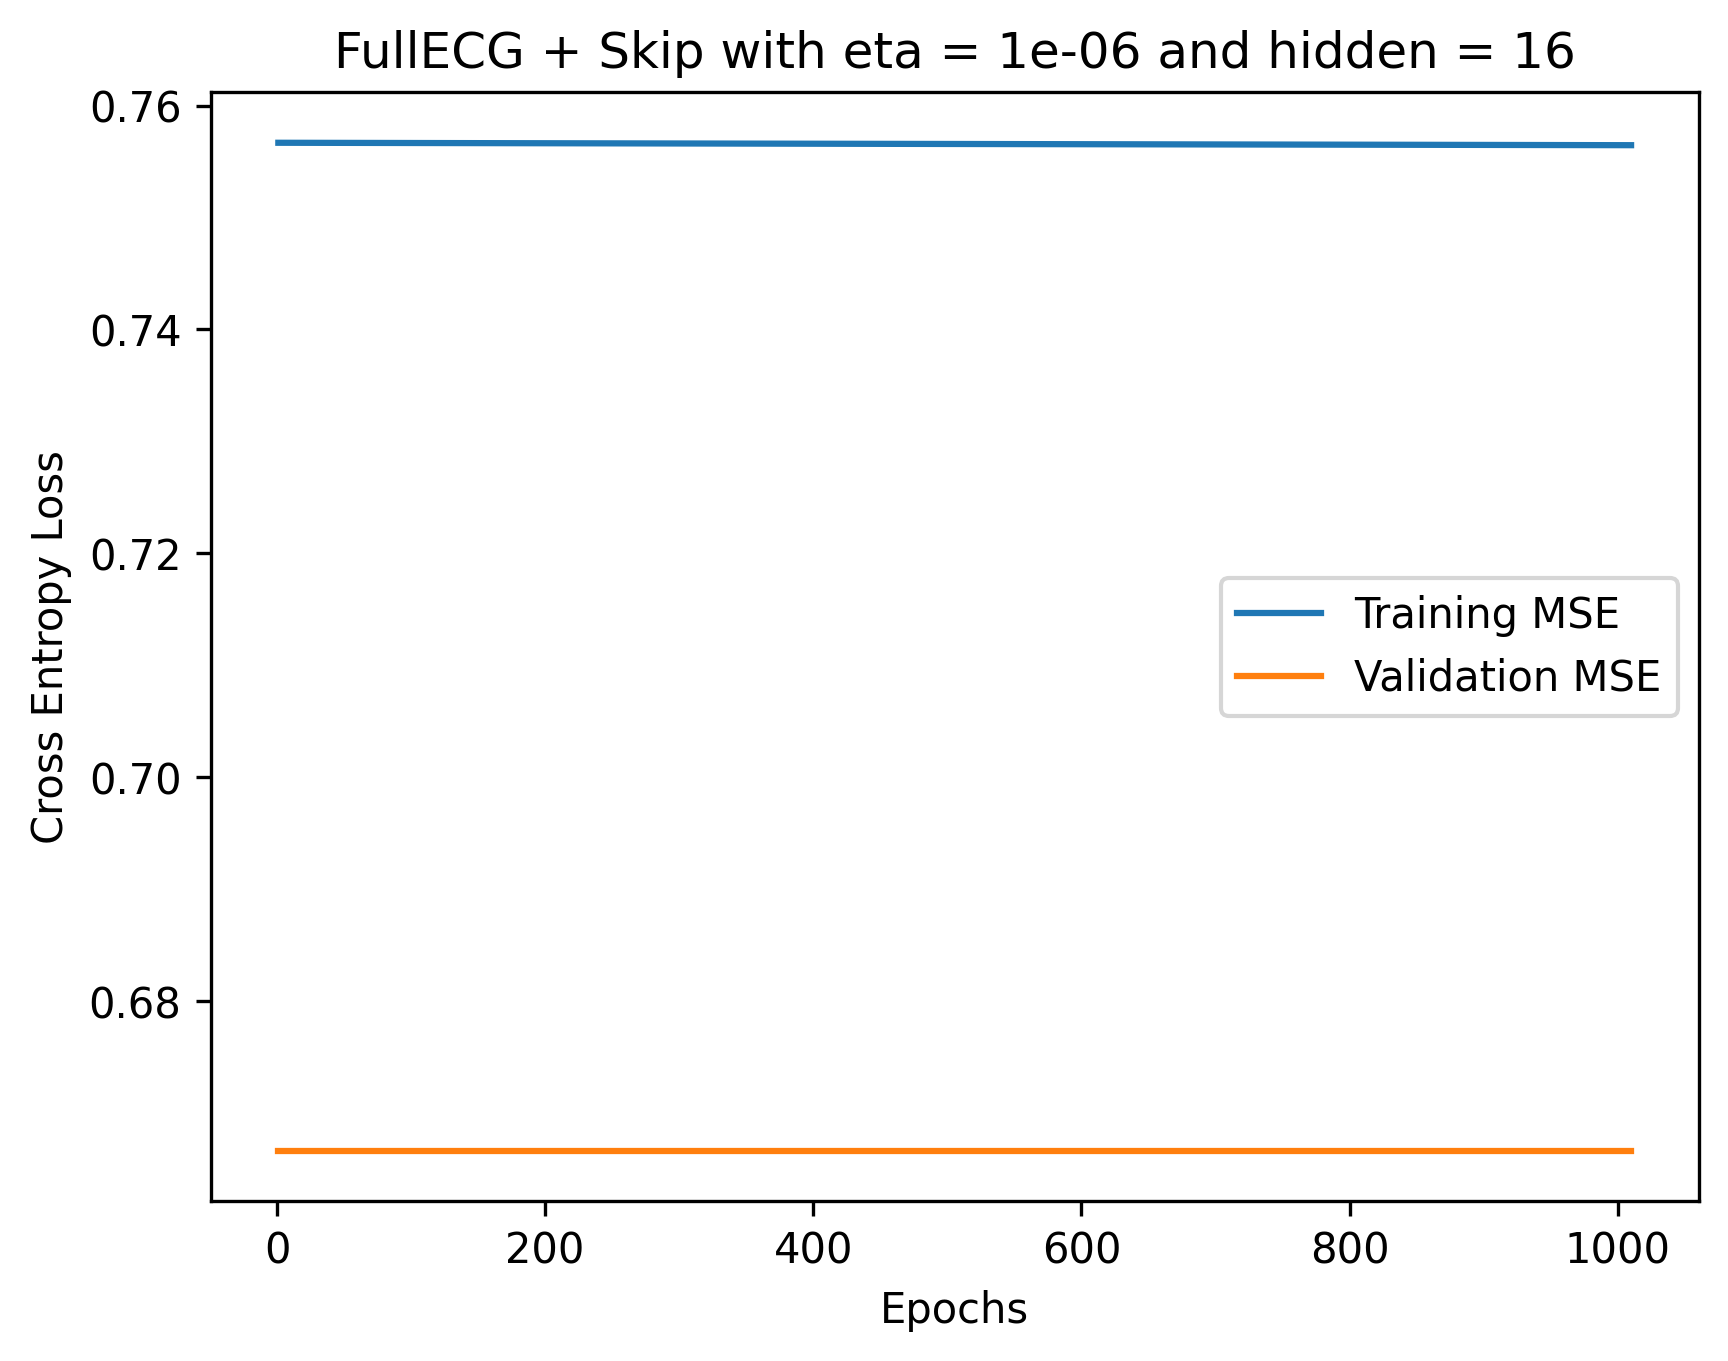 FullECG + Skip with eta = 1e-06 and hidden = 16
0.76
0.74
0.72
0.70
0.68
Cross Entropy Loss
Training MSE
Validation MSE
0 200 400 600 800 1000
Epochs